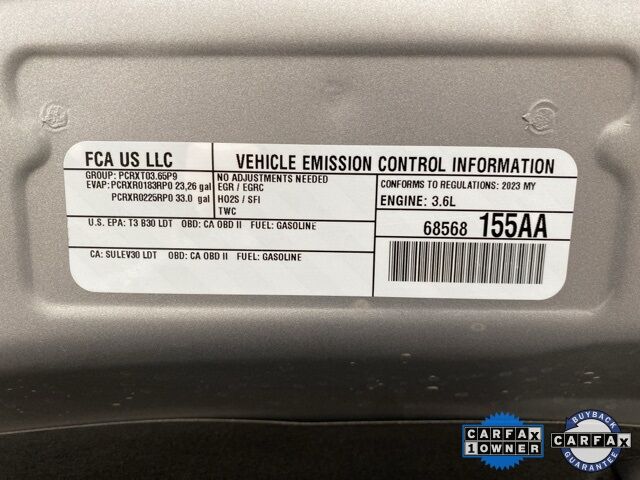 FCA US LLC
VEHICLE EMISSION CONTROL INFORMATION
GROUP: PCRXT03.65P9
EVAP: PCRXR0183RP0 23,26 gal
PCRXR0225RP0 33.0 gal
NO ADJUSTMENTS NEEDED
EGR / EGRC
HO2S / SFI
TWC
CONFORMS TO REGULATIONS: 2023 MY
ENGINE: 3.6L
U.S. EPA: T3 B30 LDT OBD: CA OBD II FUEL: GASOLINE
68568 155AA
CA: SULEV30 LDT OBD: CA OBD II FUEL: GASOLINE
CARFAX
1 OWNER
BUYBACK
CARFAX
GUARANTEE